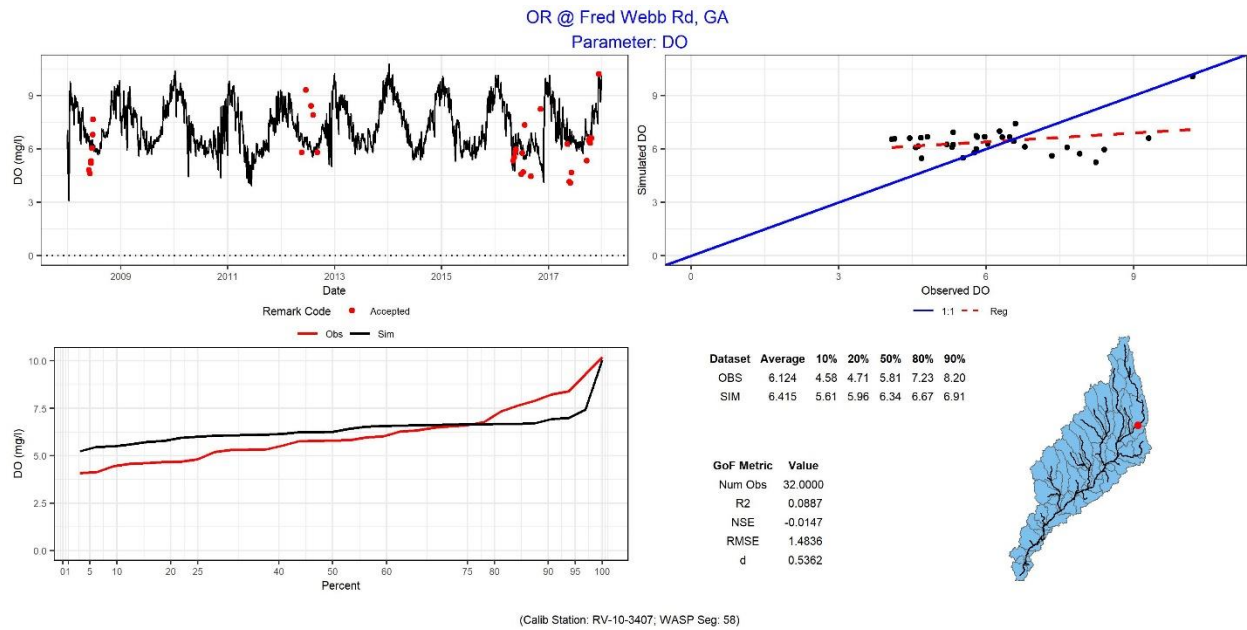 OR @ Fred Webb Rd, GA
Parameter: DO
DO (mg/l)
9
6
3
0
2009 2011 2013 2015 2017
Date
Remark Code Accepted
Simulated DO
9
6
3
0
0 3 6 9
Observed DO
1:1 Reg
Obs Sim
DO (mg/l)
10.0
7.5
5.0
2.5
0.0
01 5 10 20 25 40 50 60 75 80 90 95 100
Percent
Dataset Average 10% 20% 50% 80% 90%
OBS 6.124 4.58 4.71 5.81 7.23 8.20
SIM 6.415 5.61 5.96 6.34 6.67 6.91
GoF Metric Value
Num Obs 32.0000
R2 0.0887
NSE -0.0147
RMSE 1.4836
d 0.5362
(Calib Station: RV-10-3407; WASP Seg: 58)